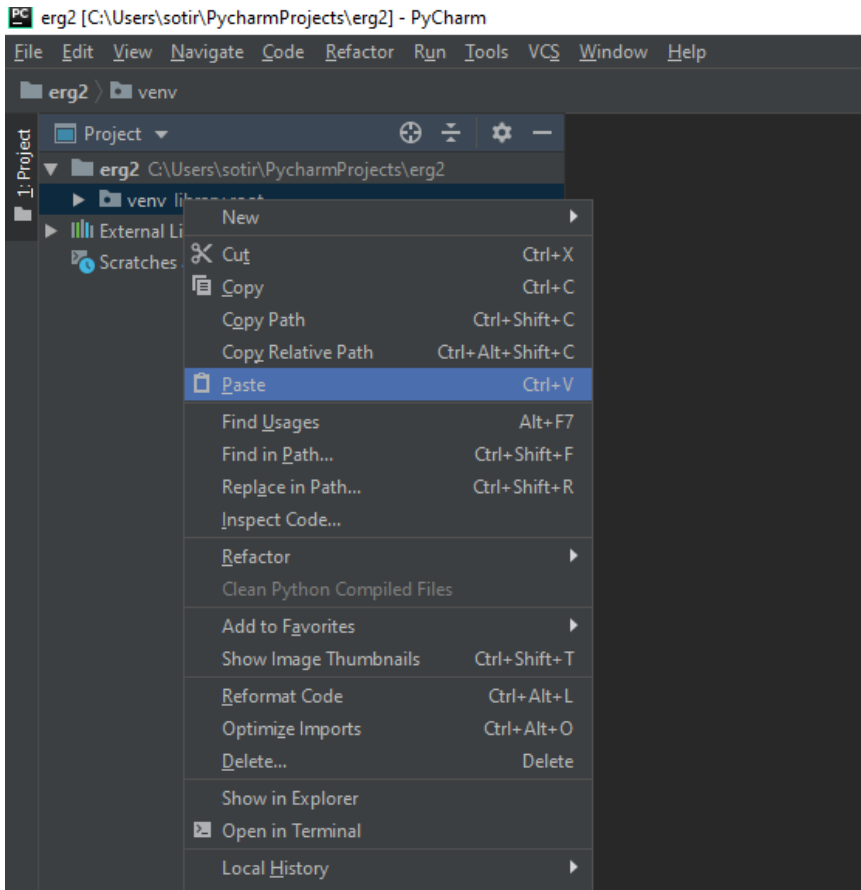 PC erg2 [C:\Users\sotir\PycharmProjects\erg2] - PyCharm
File Edit View Navigate Code Refactor Run Tools VCS Window Help
erg2 venv
1: Project
Project
erg2 C:\Users\sotir\PycharmProjects\erg2
venv
External Li
Scratches
New
Cut Ctrl+X
Copy Ctrl+C
Copy Path Ctrl+Shift+C
Copy Relative Path Ctrl+Alt+Shift+C
Paste Ctrl+V
Find Usages Alt+F7
Find in Path... Ctrl+Shift+F
Replace in Path... Ctrl+Shift+R
Inspect Code...
Refactor
Clean Python Compiled Files
Add to Favorites
Show Image Thumbnails Ctrl+Shift+T
Reformat Code Ctrl+Alt+L
Optimize Imports Ctrl+Alt+O
Delete... Delete
Show in Explorer
Open in Terminal
Local History